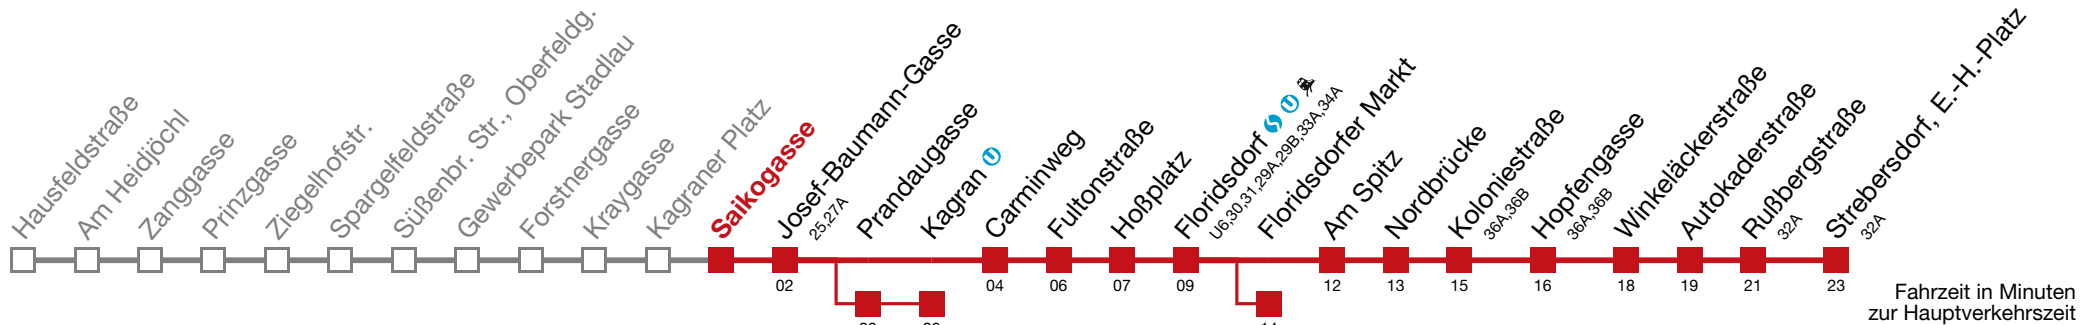 Hausfeldstraße
Am Heidjöchl
Zanggasse
Prinzgasse
Ziegelhofstr.
Spargelfeldstraße
Süßenbr. Str., Oberfeldg.
Gewerbepark Stadlau
Forstnergasse
Kraygasse
Kagraner Platz
Saikogasse
Josef-Baumann-Gasse
25,27A
Prandaugasse
Kagran U
Carminweg
Fultonstraße
Hoßplatz
Floridsdorf S U
U6,30,31,29A,29B,33A,34A
Floridsdorfer Markt
Am Spitz
Nordbrücke
Koloniestraße
36A,36B
Hopfengasse
36A,36B
Winkeläckerstraße
Autokaderstraße
Rußbergstraße
32A
Strebersdorf, E.-H.-Platz
32A
02
04
06
07
09
12
13
15
16
18
19
21
23
Fahrzeit in Minuten
zur Hauptverkehrszeit